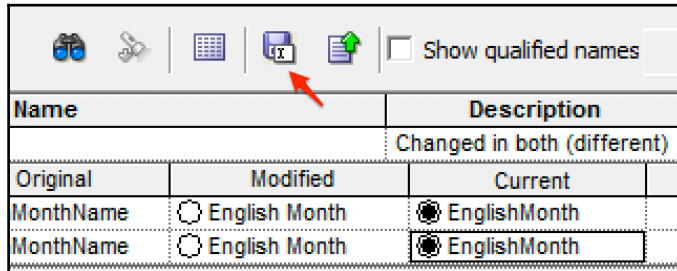 Show qualified names
Name Description
Changed in both (different)
Original Modified Current
MonthName English Month EnglishMonth
MonthName English Month EnglishMonth